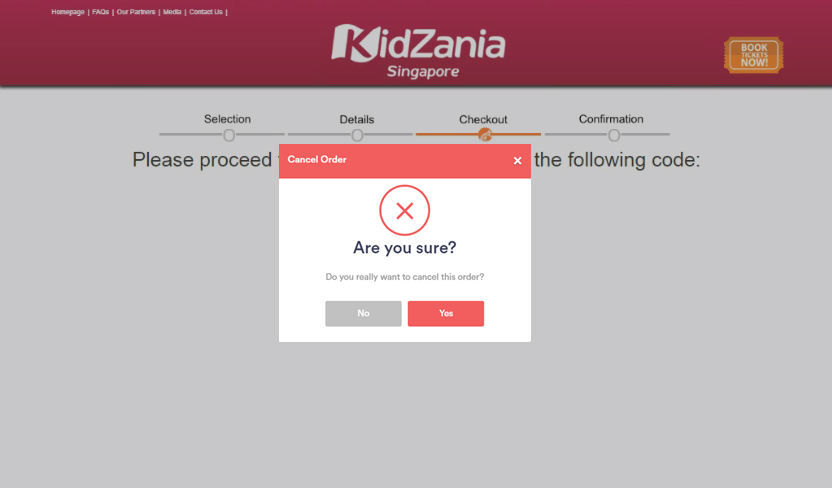 Homepage | FAQs | Our Partners | Media | Contact Us |
KidZania
Singapore
BOOK
TICKETS
NOW!
Selection
Details
Checkout
Confirmation
Please proceed
the following code:
Cancel Order
Are you sure?
Do you really want to cancel this order?
No
Yes